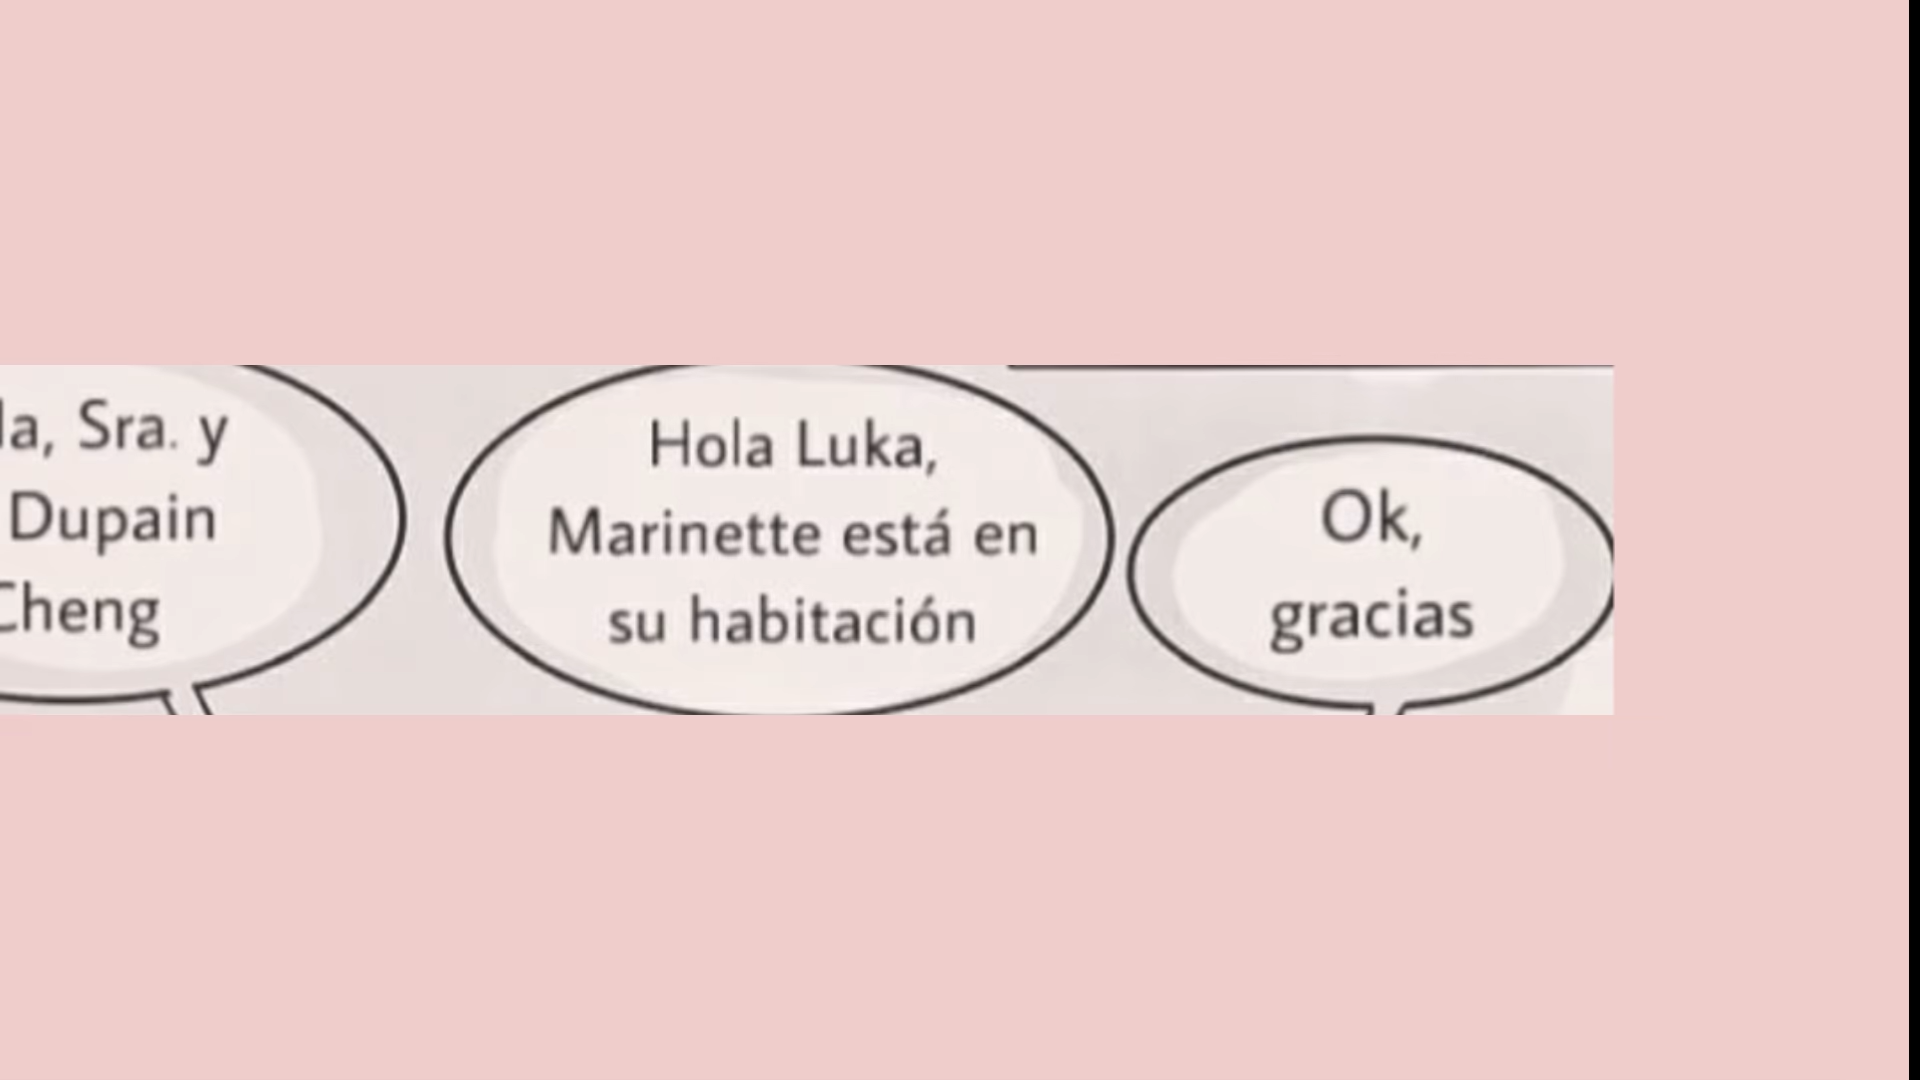 la, Sra. y
Dupain
Cheng
Hola Luka,
Marinette está en
su habitación
Ok,
gracias